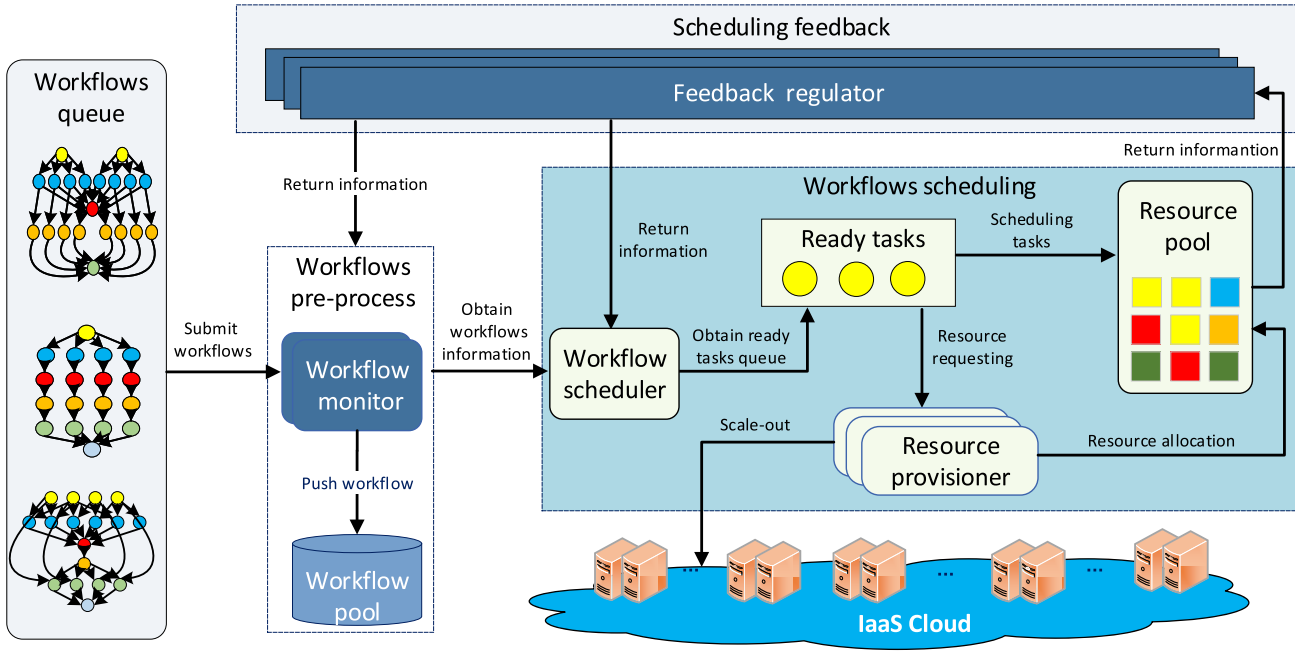 Scheduling feedback
Feedback regulator
Workflows
queue
Return information
Return
information
Return informantion
Workflows scheduling
Workflows
pre-process
Submit
workflows
Workflow
monitor
Push workflow
Workflow
pool
Obtain
workflows
information
Workflow
scheduler
Obtain ready
tasks queue
Ready tasks
Scheduling
tasks
Resource
pool
Resource
requesting
Resource
provisioner
Resource allocation
Scale-out
...
...
...
IaaS Cloud